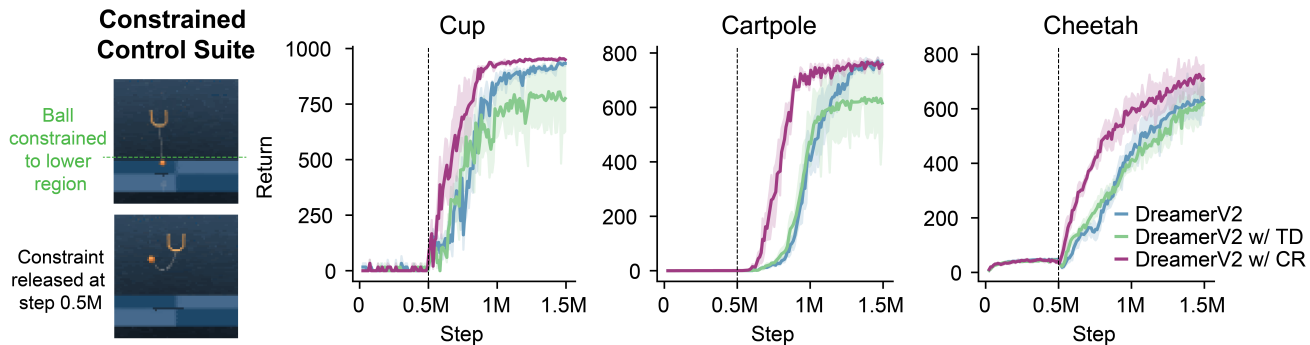 Constrained
Control Suite
Ball
constrained
to lower
region
Constraint
released at
step 0.5M
Cup
Return
1000
750
500
250
0
0
0.5M
1M
1.5M
Step
Cartpole
800
600
400
200
0
0
0.5M
1M
1.5M
Step
Cheetah
800
600
400
200
0
0
0.5M
1M
1.5M
Step
DreamerV2
DreamerV2 w/ TD
DreamerV2 w/ CR